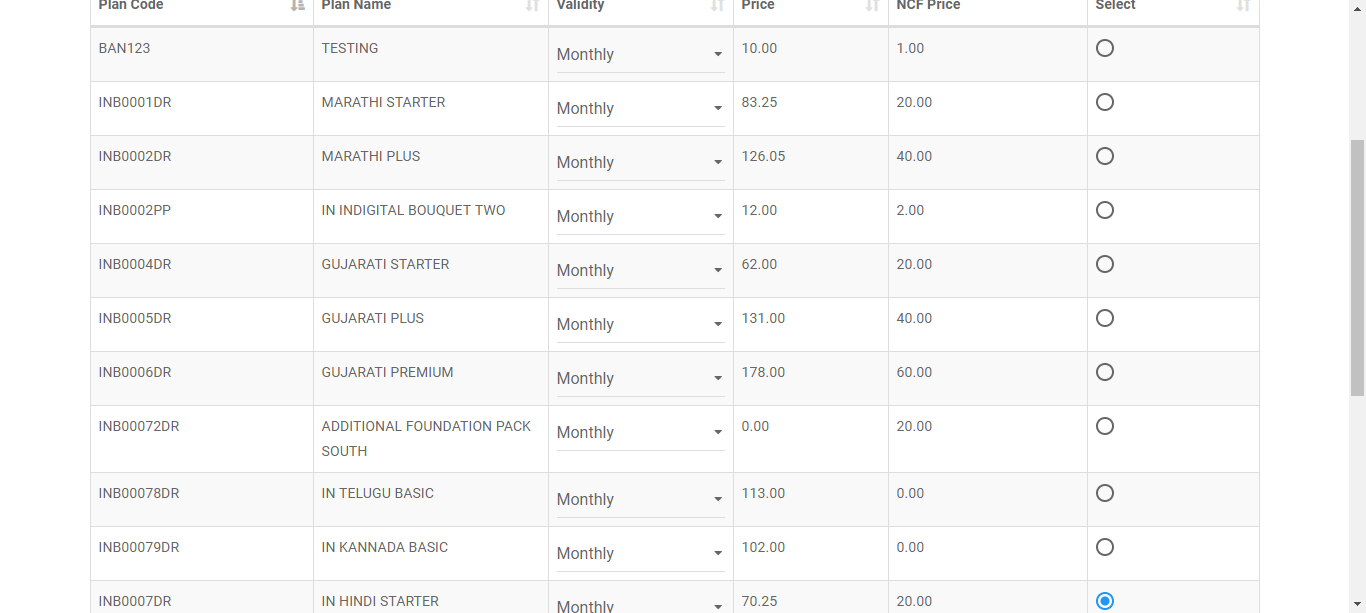 Plan Code Plan Name Validity Price NCF Price Select
BAN123 TESTING Monthly 10.00 1.00
INB0001DR MARATHI STARTER Monthly 83.25 20.00
INB0002DR MARATHI PLUS Monthly 126.05 40.00
INB0002PP IN INDIGITAL BOUQUET TWO Monthly 12.00 2.00
INB0004DR GUJARATI STARTER Monthly 62.00 20.00
INB0005DR GUJARATI PLUS Monthly 131.00 40.00
INB0006DR GUJARATI PREMIUM Monthly 178.00 60.00
INB00072DR ADDITIONAL FOUNDATION PACK Monthly 0.00 20.00
SOUTH
INB00078DR IN TELUGU BASIC Monthly 113.00 0.00
INB00079DR IN KANNADA BASIC Monthly 102.00 0.00
INB0007DR IN HINDI STARTER Monthly 70.25 20.00